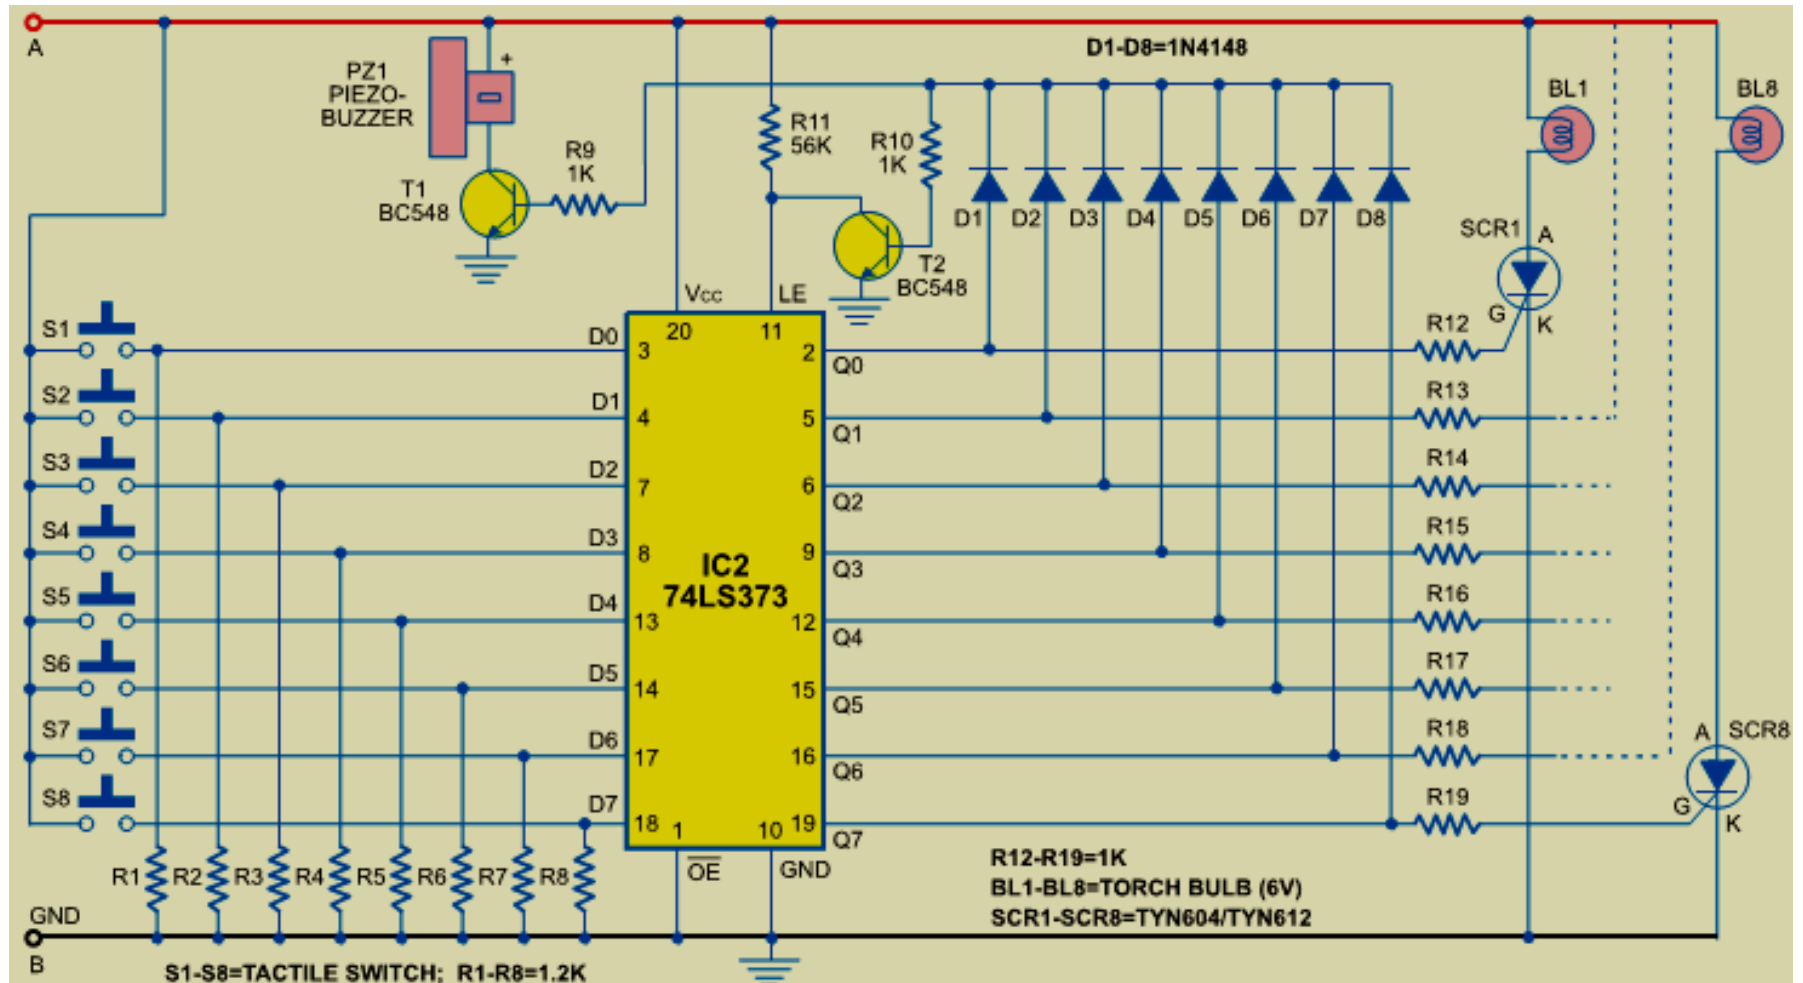 A
PZ1
PIEZO-
BUZZER
+
R9
1K
T1
BC548
R11
56K
R10
1K
D1-D8=1N4148
BL1
BL8
D1
D2
D3
D4
D5
D6
D7
D8
T2
BC548
SCR1
A
G
K
Vcc
LE
20
11
S1
D0
3
2
Q0
R12
S2
D1
4
5
Q1
R13
S3
D2
7
6
Q2
R14
S4
D3
8
9
Q3
R15
IC2
74LS373
S5
D4
13
12
Q4
R16
S6
D5
14
15
Q5
R17
S7
D6
17
16
Q6
R18
A
SCR8
G
K
S8
D7
18
1
10
19
Q7
R19
R1
R2
R3
R4
R5
R6
R7
R8
OE
GND
R12-R19=1K
BL1-BL8=TORCH BULB (6V)
SCR1-SCR8=TYN604/TYN612
GND
B
S1-S8=TACTILE SWITCH; R1-R8=1.2K